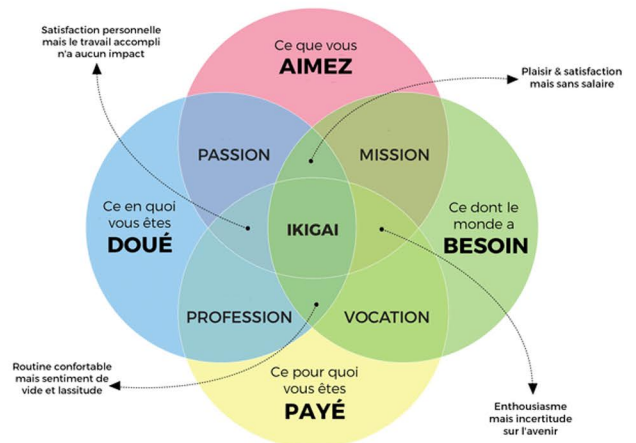 Satisfaction personnelle
mais le travail accompli
n'a aucun impact
Ce que vous
AIMEZ
Plaisir & satisfaction
mais sans salaire
PASSION
MISSION
Ce en quoi
vous êtes
DOUÉ
IKIGAI
Ce dont le
monde a
BESOIN
PROFESSION
VOCATION
Routine confortable
mais sentiment de
vide et lassitude
Ce pour quoi
vous êtes
PAYÉ
Enthousiasme
mais incertitude
sur l'avenir